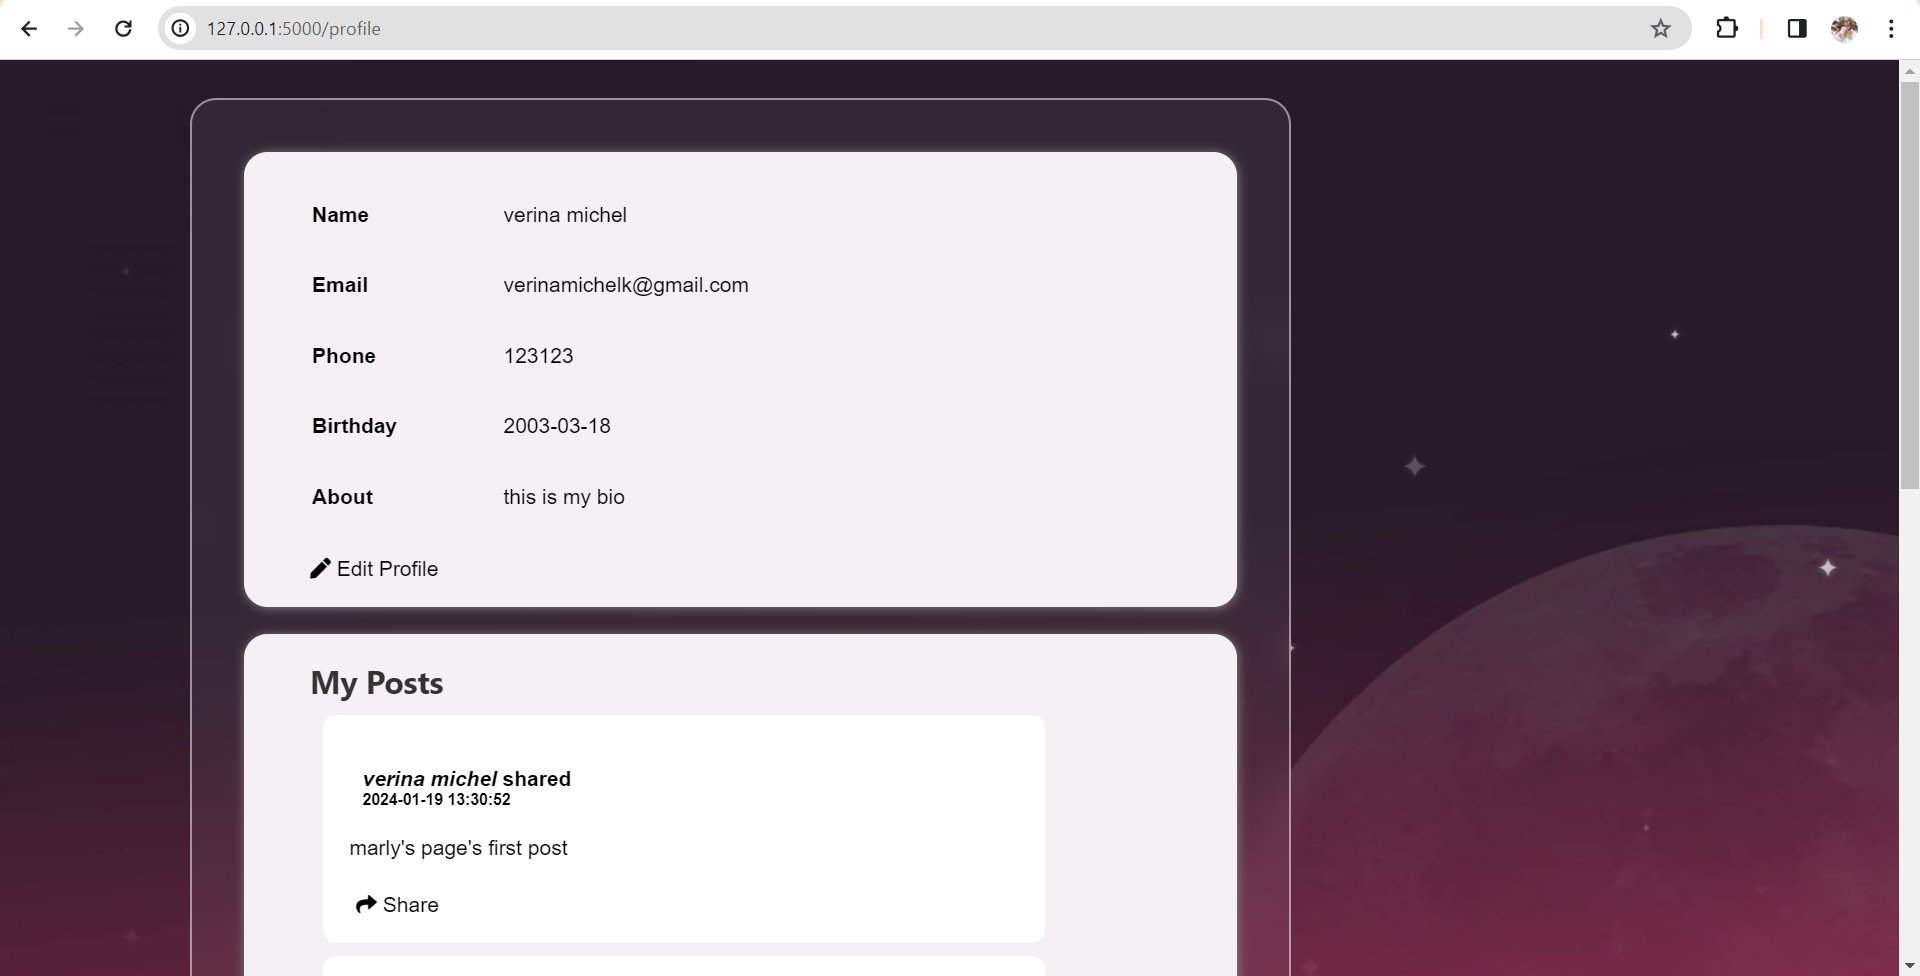 127.0.0.1:5000/profile
Name verina michel
Email verinamichelk@gmail.com
Phone 123123
Birthday 2003-03-18
About this is my bio
Edit Profile
My Posts
verina michel shared
2024-01-19 13:30:52
marly's page's first post
Share